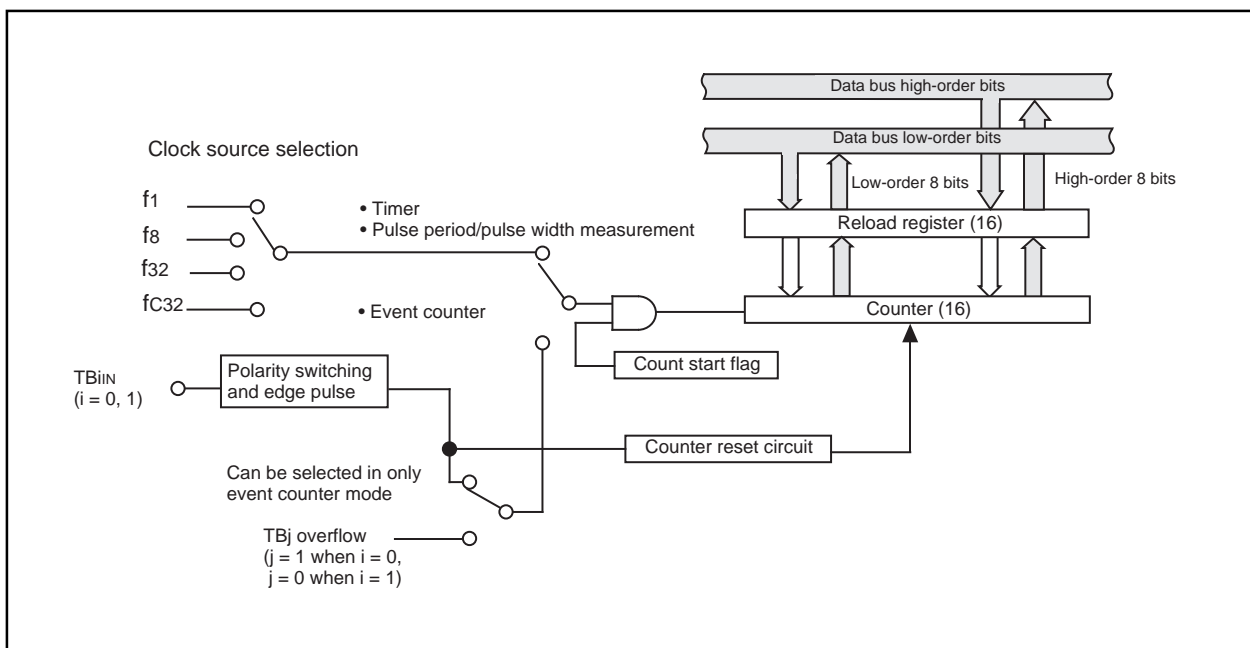 Data bus high-order bits
Data bus low-order bits
Clock source selection
Low-order 8 bits
High-order 8 bits
f1
• Timer
Reload register (16)
• Pulse period/pulse width measurement
f8
f32
fC32
• Event counter
Counter (16)
Count start flag
TBiIN
(i = 0, 1)
Polarity switching
and edge pulse
Counter reset circuit
Can be selected in only
event counter mode
TBj overflow
(j = 1 when i = 0,
j = 0 when i = 1)